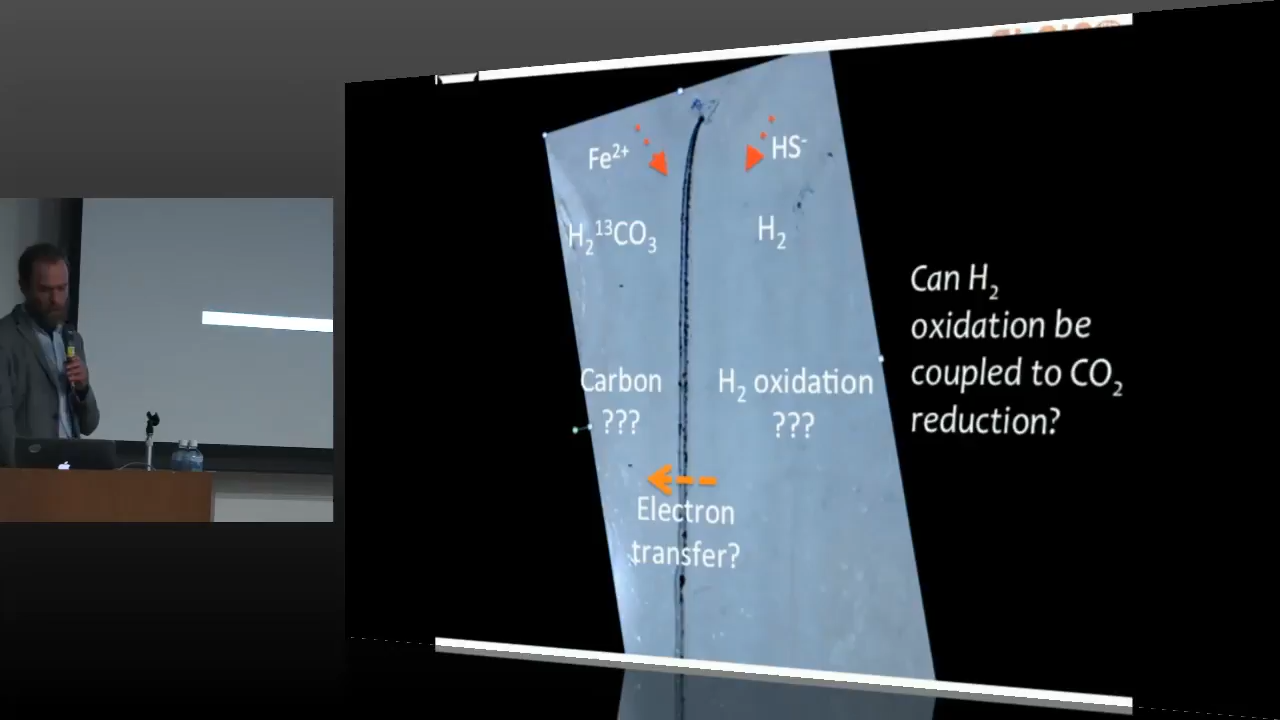 Fe²⁺
HS⁻
H₂¹³CO₃
H₂
Carbon
???
H₂ oxidation
???
Electron
transfer?
Can H₂
oxidation be
coupled to CO₂
reduction?